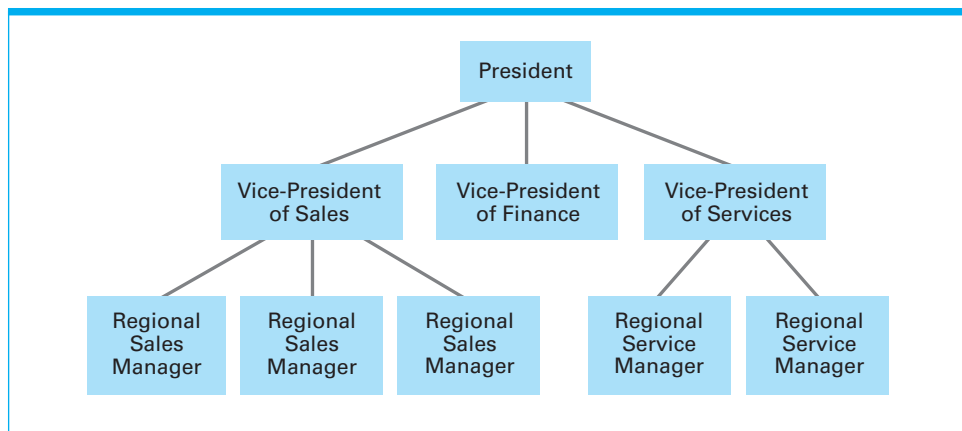 President
Vice-President
of Sales
Vice-President
of Finance
Vice-President
of Services
Regional
Sales
Manager
Regional
Sales
Manager
Regional
Sales
Manager
Regional
Service
Manager
Regional
Service
Manager